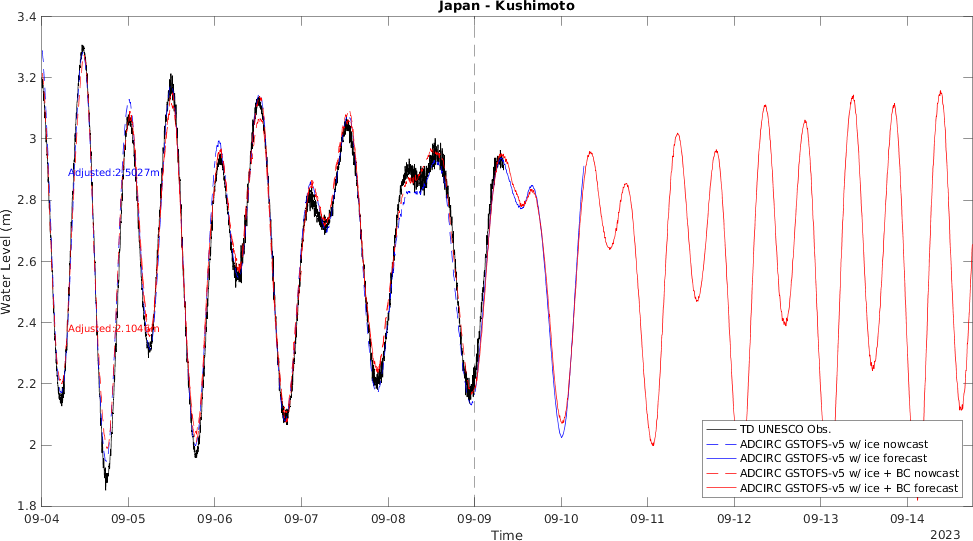 Japan - Kushimoto
3.4
3.2
3
2.8
2.6
2.4
2.2
2
1.8
Water Level (m)
Adjusted:2.5027m
09-04
09-05
09-06
09-07
09-08
09-09
09-10
09-11
09-12
09-13
09-14
Time
2023
TD UNESCO Obs.
ADCIRC GSTOFS-v5 w/ ice nowcast
ADCIRC GSTOFS-v5 w/ ice forecast
ADCIRC GSTOFS-v5 w/ ice + BC nowcast
ADCIRC GSTOFS-v5 w/ ice + BC forecast